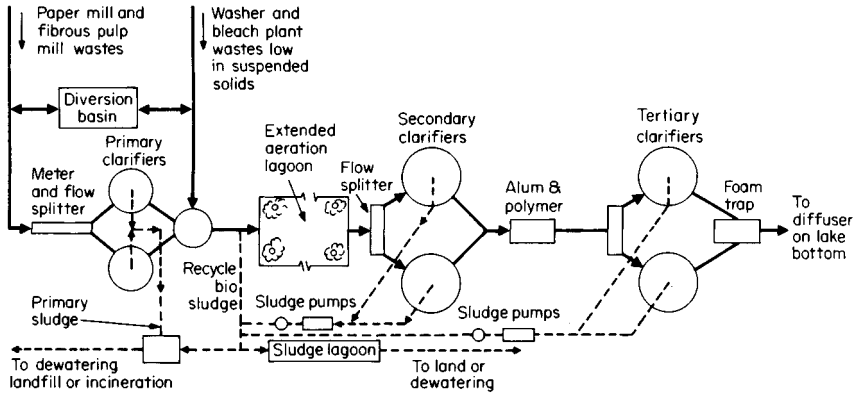 Paper mill and
fibrous pulp
mill wastes
Washer and
bleach plant
wastes low
in suspended
solids
Diversion
basin
Primary
clarifiers
Meter
and flow
splitter
Extended
aeration
lagoon
Flow
splitter
Secondary
clarifiers
Alum &
polymer
Tertiary
clarifiers
Foam
trap
To
diffuser
on lake
bottom
Recycle
bio
sludge
Primary
sludge
Sludge pumps
Sludge pumps
Sludge lagoon
To dewatering
landfill or incineration
To land or
dewatering